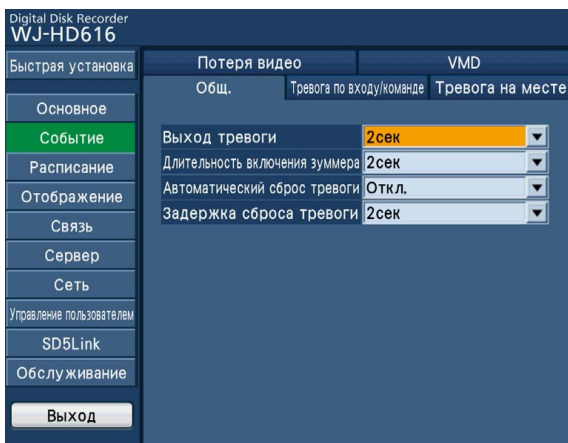 Digital Disk Recorder
WJ-HD616
Быстрая установка
Основное
Событие
Расписание
Отображение
Связь
Сервер
Сеть
Управление пользователем
SD5Link
Обслуживание
Выход
Потеря видео
VMD
Общ.
Тревога по входу/команде
Тревога на месте
Выход тревоги 2сек
Длительность включения зуммера 2сек
Автоматический сброс тревоги Откл.
Задержка сброса тревоги 2сек